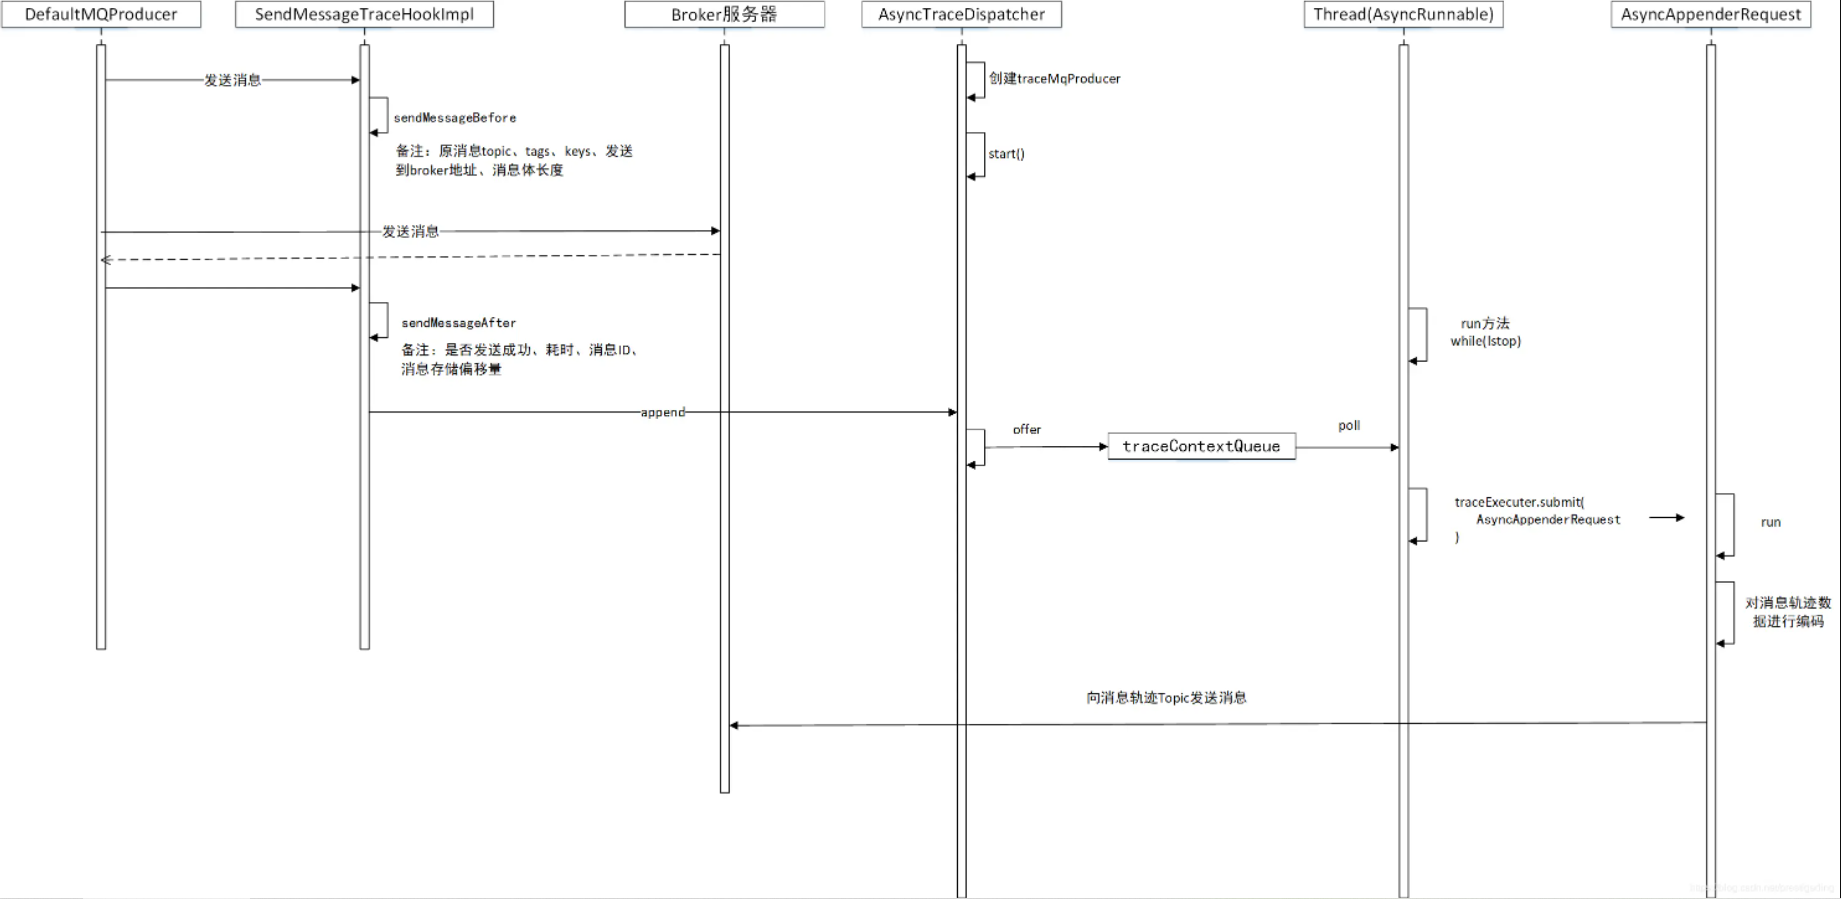 DefaultMQProducer
SendMessageTraceHookImpl
Broker服务器
AsyncTraceDispatcher
Thread(AsyncRunnable)
AsyncAppenderRequest
发送消息
创建traceMqProducer
sendMessageBefore
备注：原消息topic、tags、keys、发送
到broker地址、消息体长度
start()
发送消息
sendMessageAfter
备注：是否发送成功、耗时、消息ID、
消息存储偏移量
run方法
while(!stop)
append
offer
traceContextQueue
poll
traceExecuter.submit(
AsyncAppenderRequest
)
run
对消息轨迹数
据进行编码
向消息轨迹Topic发送消息